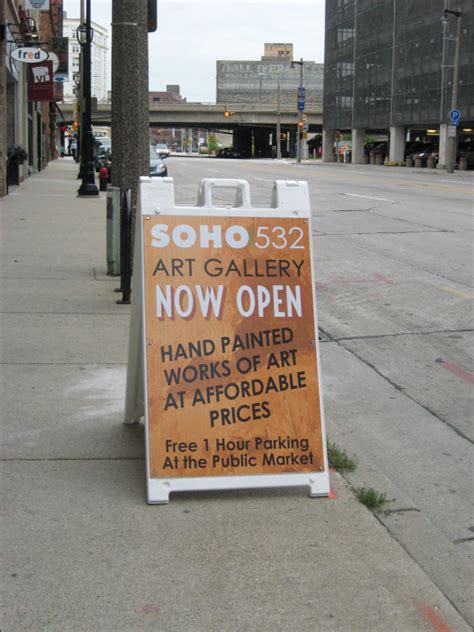 fred
SOHO 532
ART GALLERY
NOW OPEN
HAND PAINTED
WORKS OF ART
AT AFFORDABLE
PRICES
Free 1 Hour Parking
At the Public Market